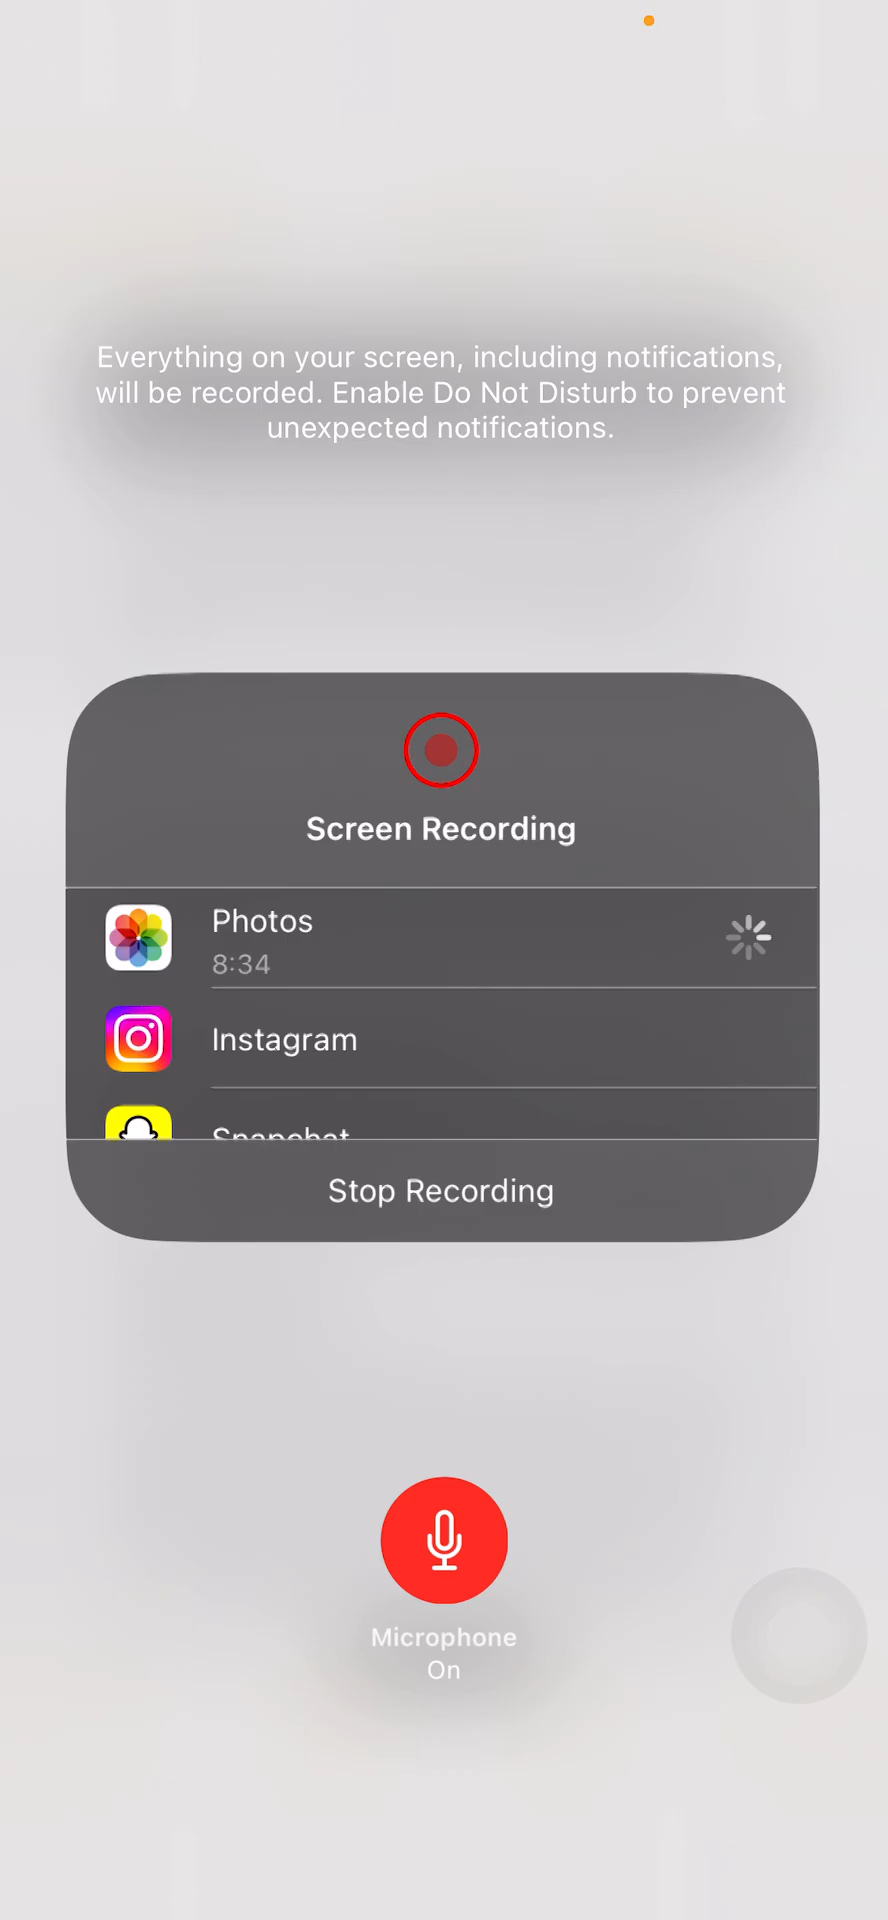 Everything on your screen, including notifications,
will be recorded. Enable Do Not Disturb to prevent
unexpected notifications.
Screen Recording
Photos
8:34
Instagram
Snapchat
Stop Recording
Microphone
On